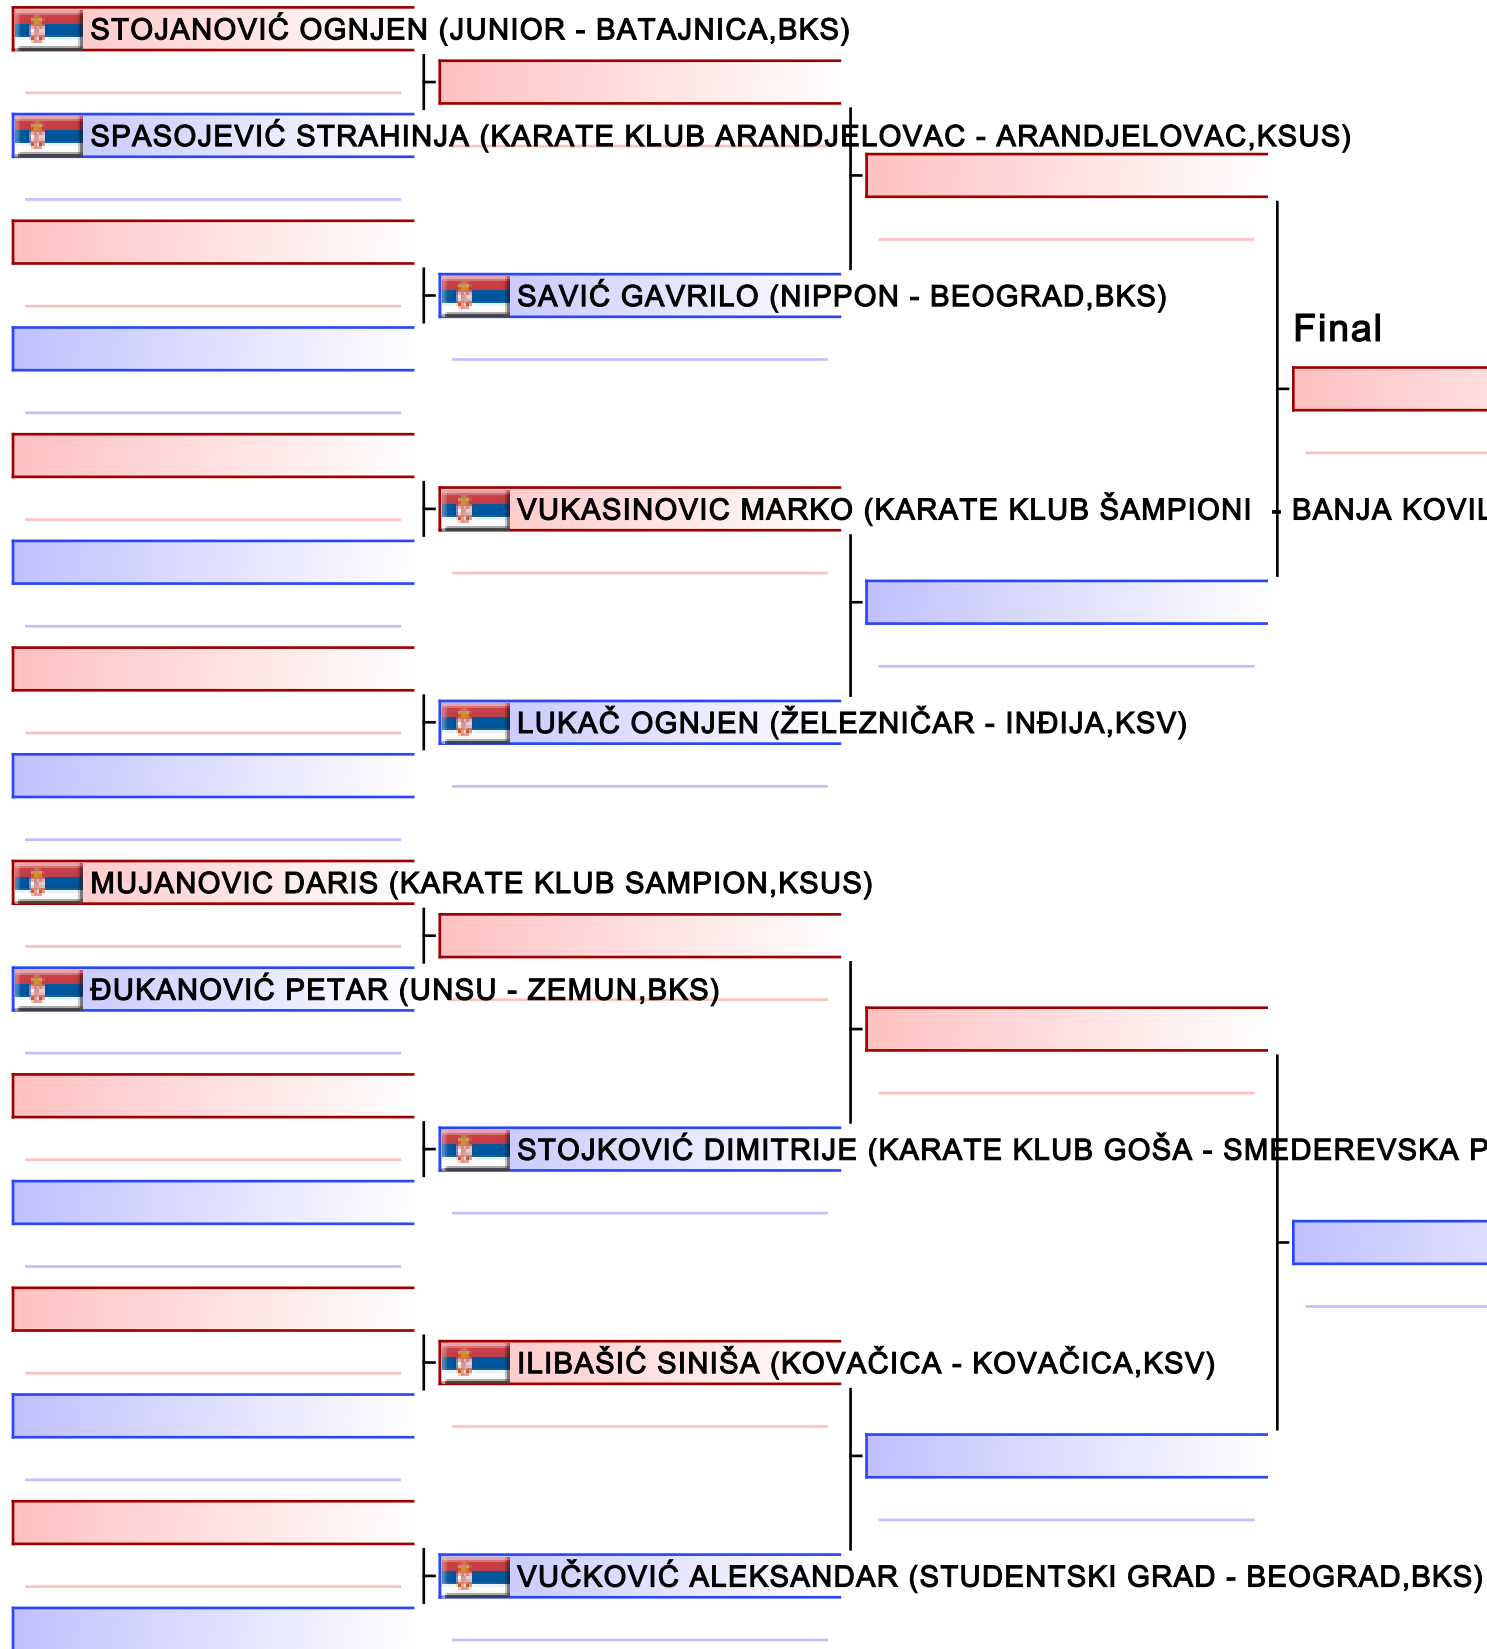 STOJANOVIĆ OGNJEN (JUNIOR - BATAJNICA,BKS)
SPASOJEVIĆ STRAHINJA (KARATE KLUB ARANDJELOVAC - ARANDJELOVAC,KSUS)
SAVIĆ GAVRILO (NIPPON - BEOGRAD,BKS)
Final
VUKASINOVIC MARKO (KARATE KLUB ŠAMPIONI - BANJA
LUKAČ OGNJEN (ŽELEZNIČAR - INĐIJA,KSV)
MUJANOVIC DARIS (KARATE KLUB SAMPION,KSUS)
ĐUKANOVIĆ PETAR (UNSU - ZEMUN,BKS)
STOJKOVIĆ DIMITRIJE (KARATE KLUB GOŠA - SMEDEREVSKA
ILIBAŠIĆ SINIŠA (KOVAČICA - KOVAČICA,KSV)
VUČKOVIĆ ALEKSANDAR (STUDENTSKI GRAD - BEOGRAD,BKS)